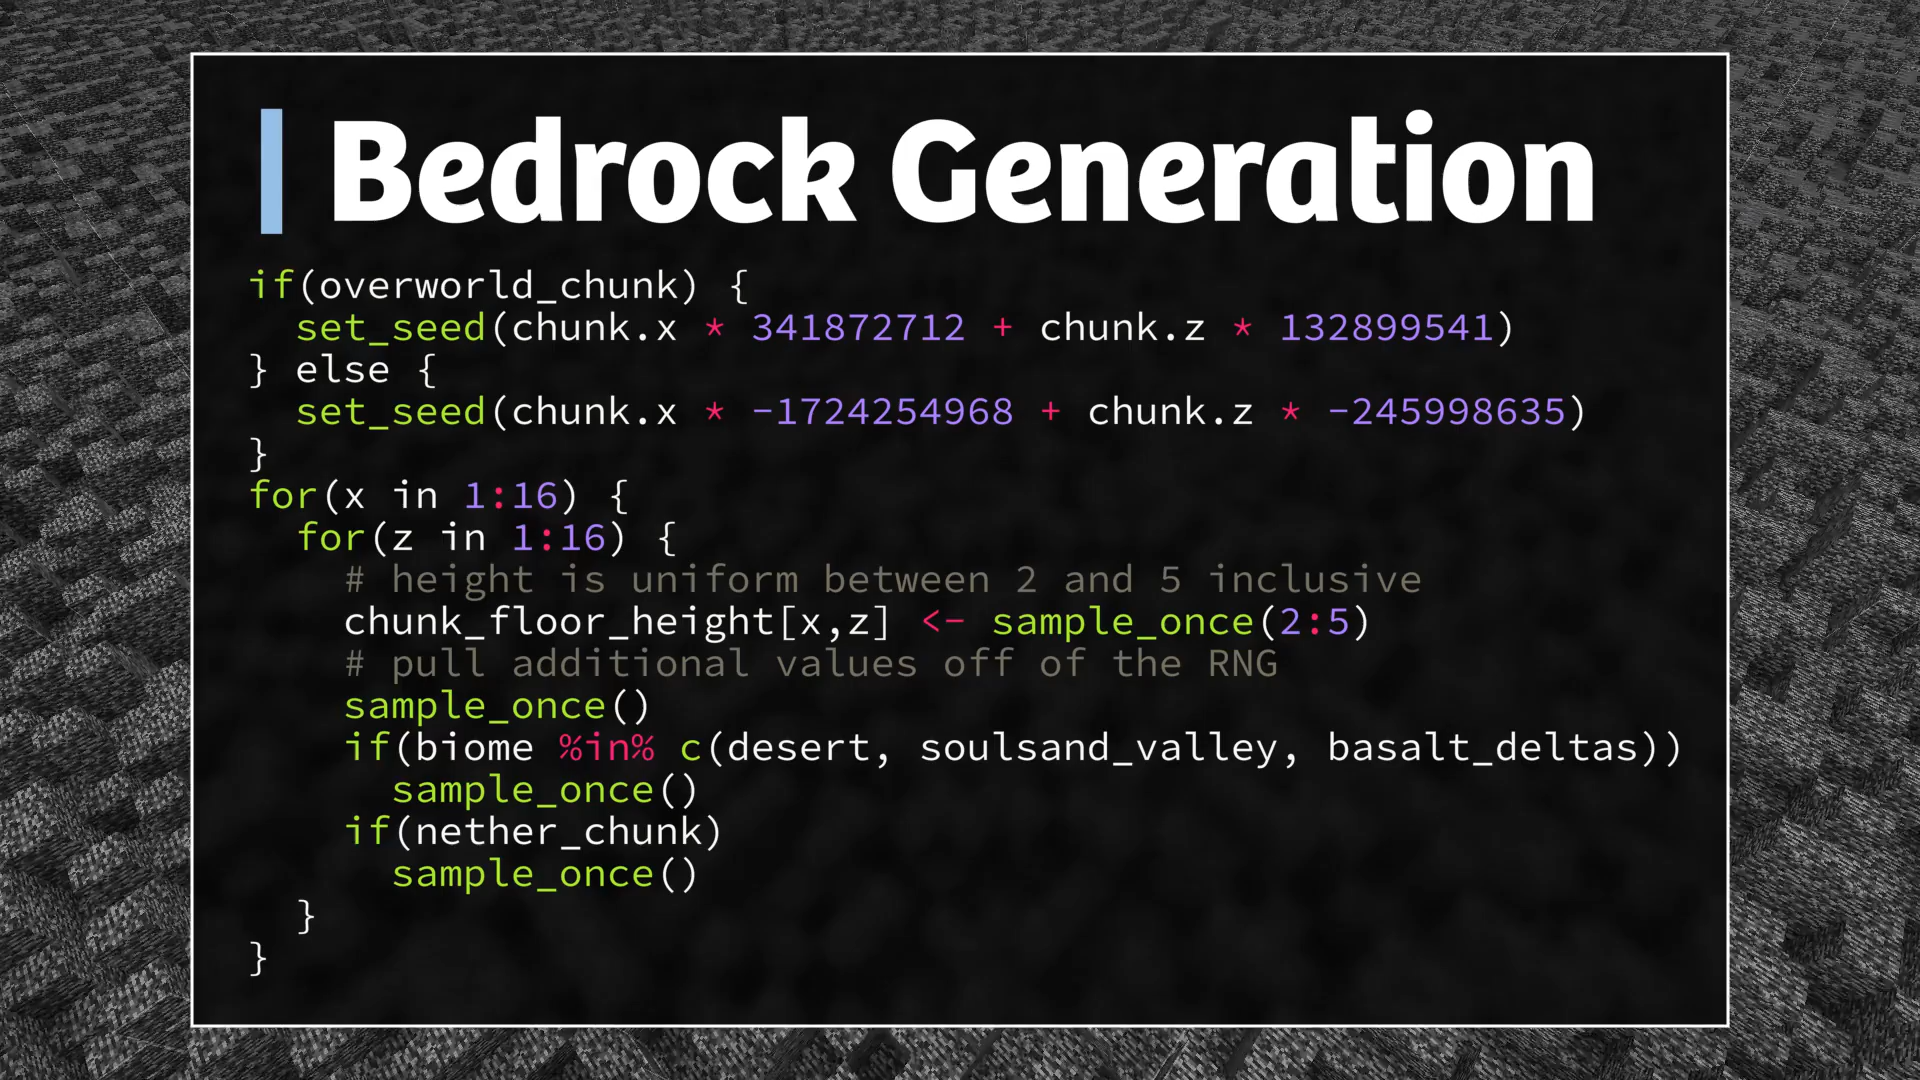 Bedrock Generation
if(overworld_chunk) {
  set_seed(chunk.x * 341872712 + chunk.z * 132899541)
} else {
  set_seed(chunk.x * -1724254968 + chunk.z * -245998635)
}
for(x in 1:16) {
  for(z in 1:16) {
    # height is uniform between 2 and 5 inclusive
    chunk_floor_height[x,z] <- sample_once(2:5)
    # pull additional values off of the RNG
    sample_once()
    if(biome %in% c(desert, soulsand_valley, basalt_deltas))
      sample_once()
    if(nether_chunk)
      sample_once()
  }
}